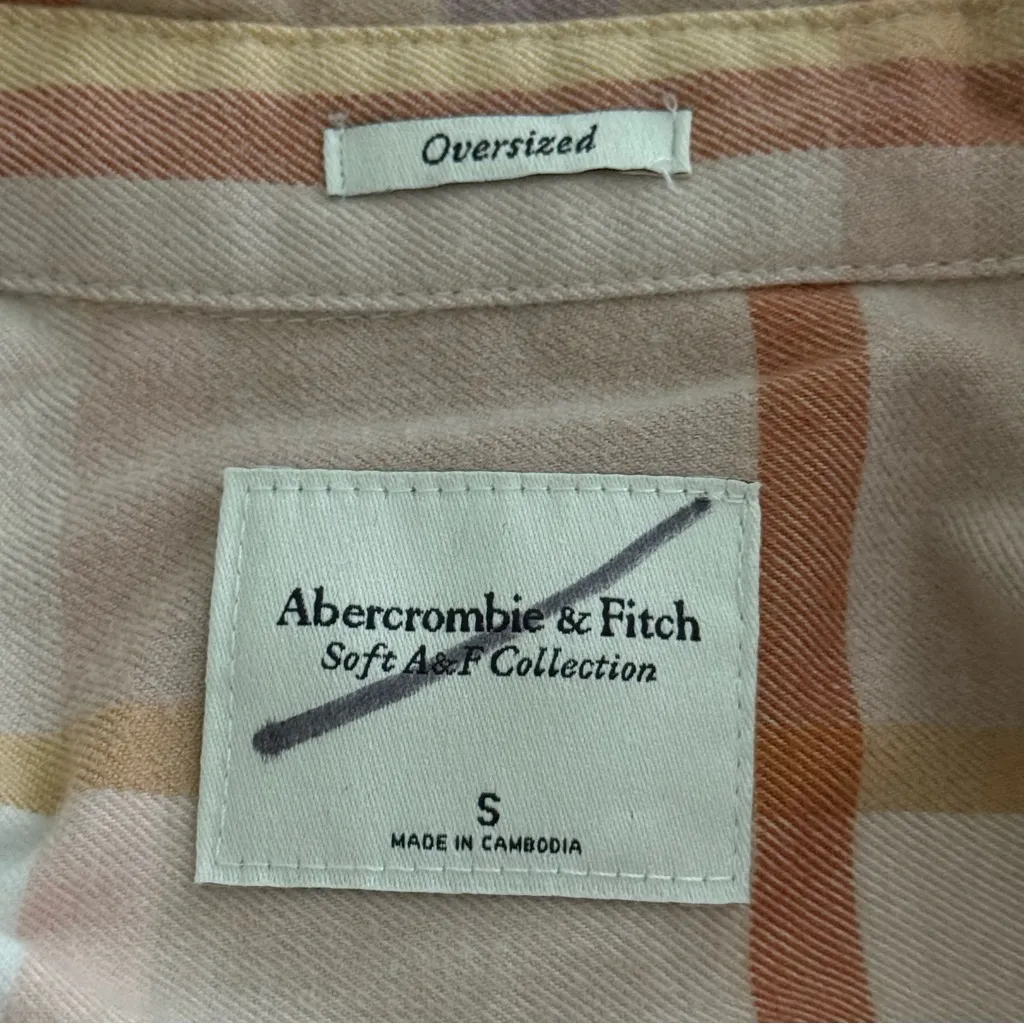 Oversized
Abercrombie & Fitch
Soft A&F Collection
S
MADE IN CAMBODIA